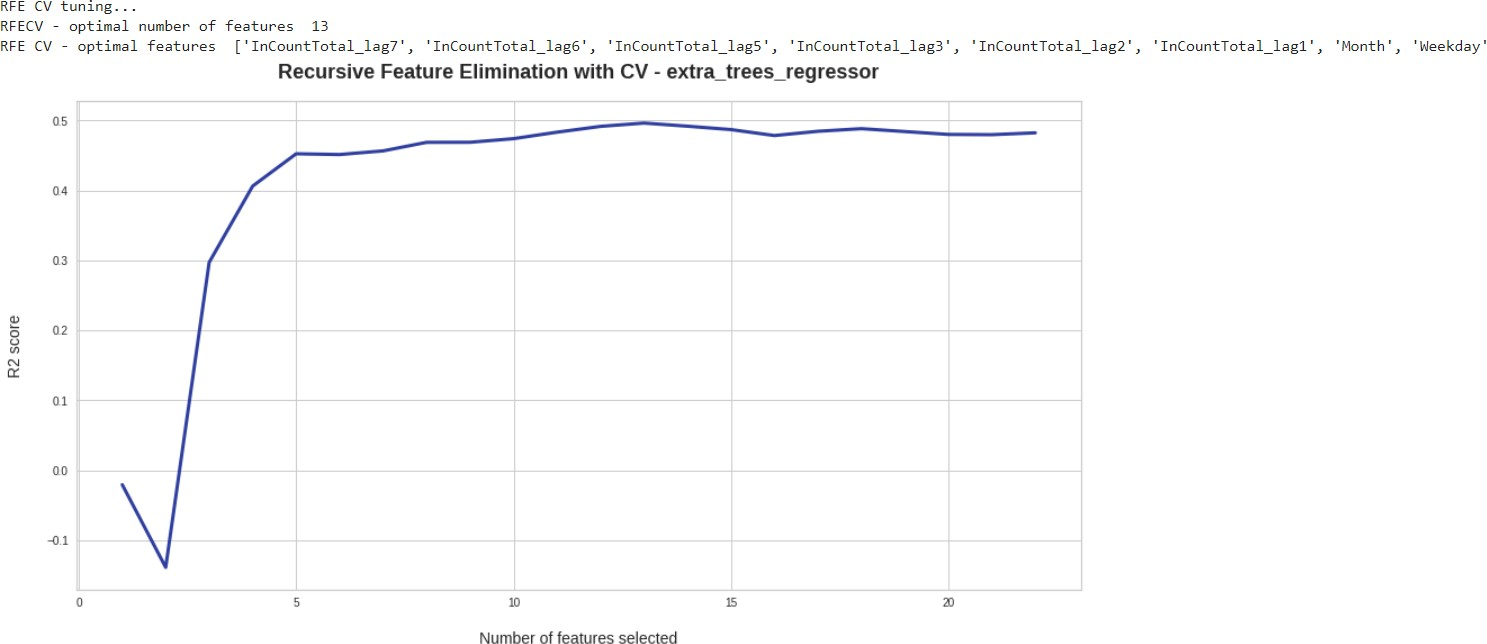 RFE CV tuning...
RFECV - optimal number of features  13
RFE CV - optimal features  ['InCountTotal_lag7', 'InCountTotal_lag6', 'InCountTotal_lag5', 'InCountTotal_lag3', 'InCountTotal_lag2', 'InCountTotal_lag1', 'Month', 'Weekday'
Recursive Feature Elimination with CV - extra_trees_regressor
0.5
0.4
0.3
0.2
0.1
0.0
−0.1
R2 score
0 5 10 15 20
Number of features selected